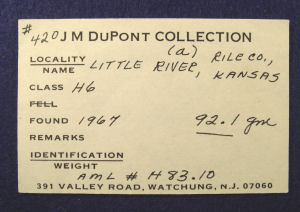 #420 J M DUPONT COLLECTION
LOCALITY (a) RILE CO.,
NAME LITTLE RIVER, KANSAS
CLASS H6
FELL
FOUND 1967 92.1 gm
REMARKS
IDENTIFICATION
WEIGHT
AML # H 83.10
391 VALLEY ROAD, WATCHUNG, N.J. 07060